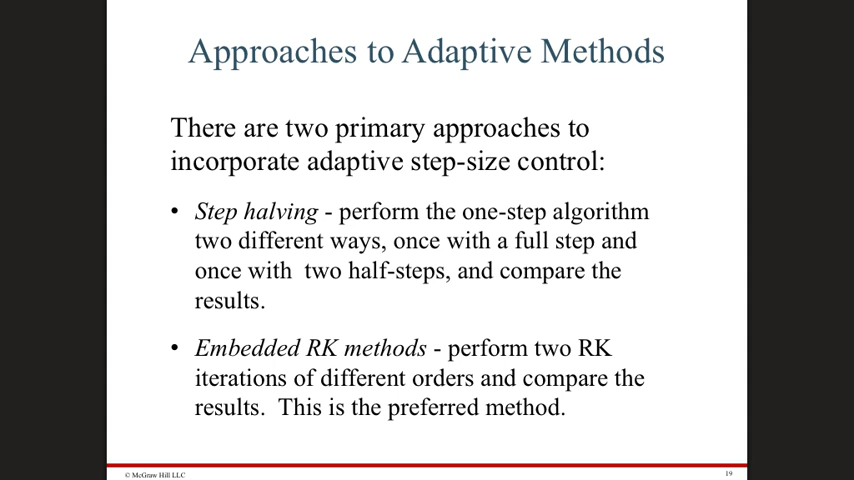 Approaches to Adaptive Methods
There are two primary approaches to
incorporate adaptive step-size control:
• Step halving - perform the one-step algorithm
two different ways, once with a full step and
once with  two half-steps, and compare the
results.
• Embedded RK methods - perform two RK
iterations of different orders and compare the
results.  This is the preferred method.
© McGraw Hill LLC
19